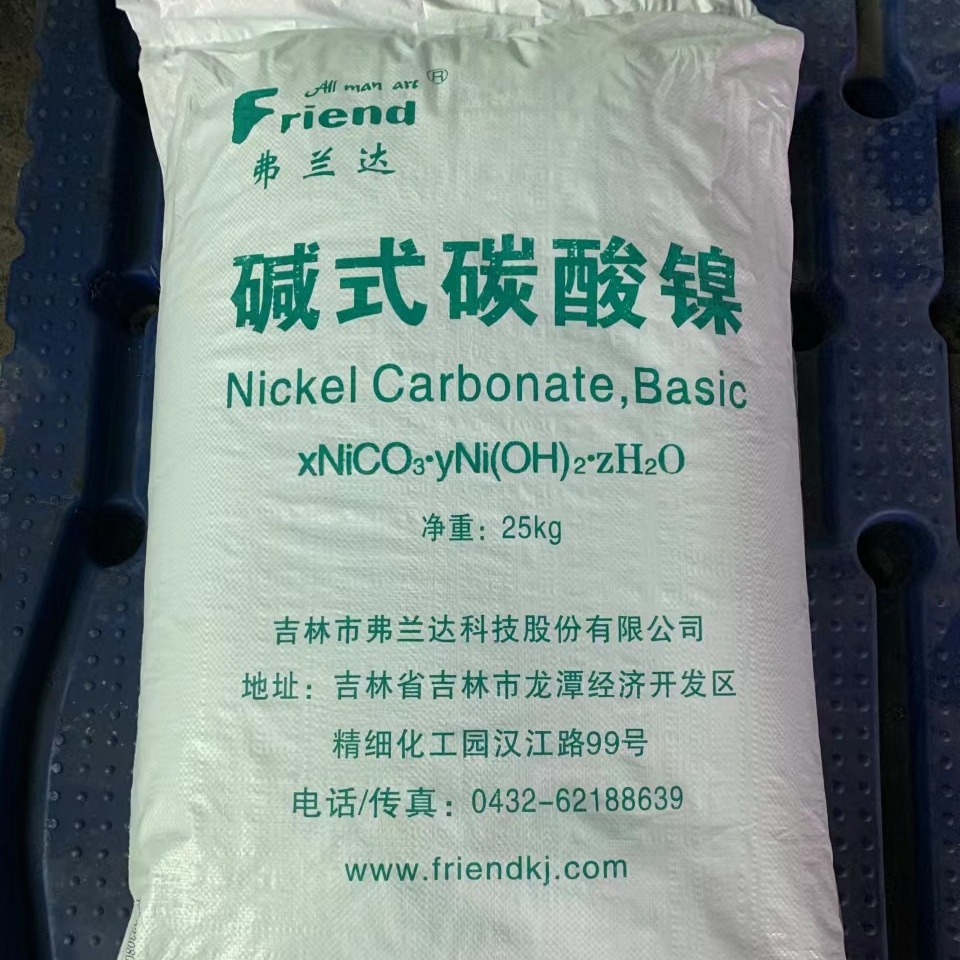 All man are ®
Friend
弗兰达
碱式碳酸镍
Nickel Carbonate,Basic
xNiCO₃·yNi(OH)₂·zH₂O
净重：25kg
吉林市弗兰达科技股份有限公司
地址：吉林省吉林市龙潭经济开发区
精细化工园汉江路99号
电话/传真：0432-62188639
www.friendkj.com